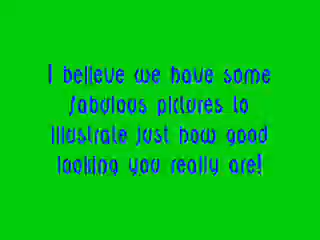 I believe we have some
fabulous pictures to
illustrate just how good
looking you really are!